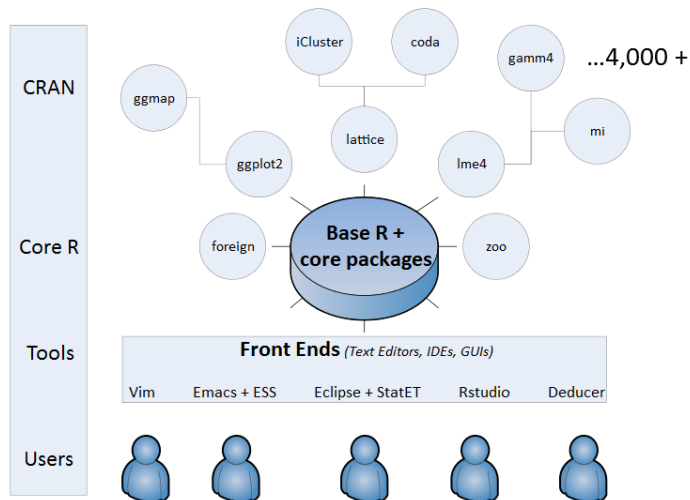 CRAN
iCluster
coda
gamm4
...4,000 +
ggmap
mi
lattice
ggplot2
lme4
Core R
foreign
Base R +
core packages
zoo
Tools
Front Ends (Text Editors, IDEs, GUIs)
Vim
Emacs + ESS
Eclipse + StatET
Rstudio
Deducer
Users